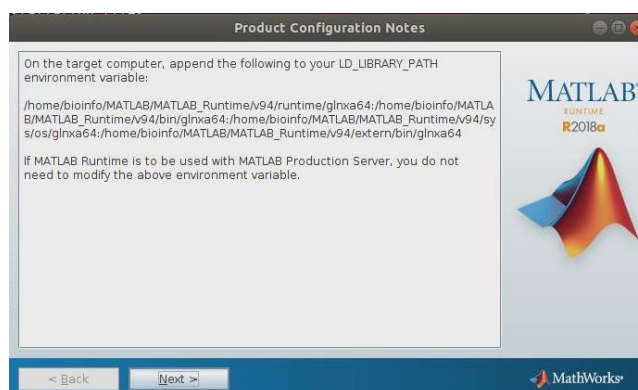 Product Configuration Notes
On the target computer, append the following to your LD_LIBRARY_PATH
environment variable:
/home/bioinfo/MATLAB/MATLAB_Runtime/v94/runtime/glnxa64:/home/bioinfo/MATLA
B/MATLAB_Runtime/v94/bin/glnxa64:/home/bioinfo/MATLAB/MATLAB_Runtime/v94/sy
s/os/glnxa64:/home/bioinfo/MATLAB/MATLAB_Runtime/v94/extern/bin/glnxa64
If MATLAB Runtime is to be used with MATLAB Production Server, you do not
need to modify the above environment variable.
MATLAB®
RUNTIME
R2018a
< Back
Next >
MathWorks®